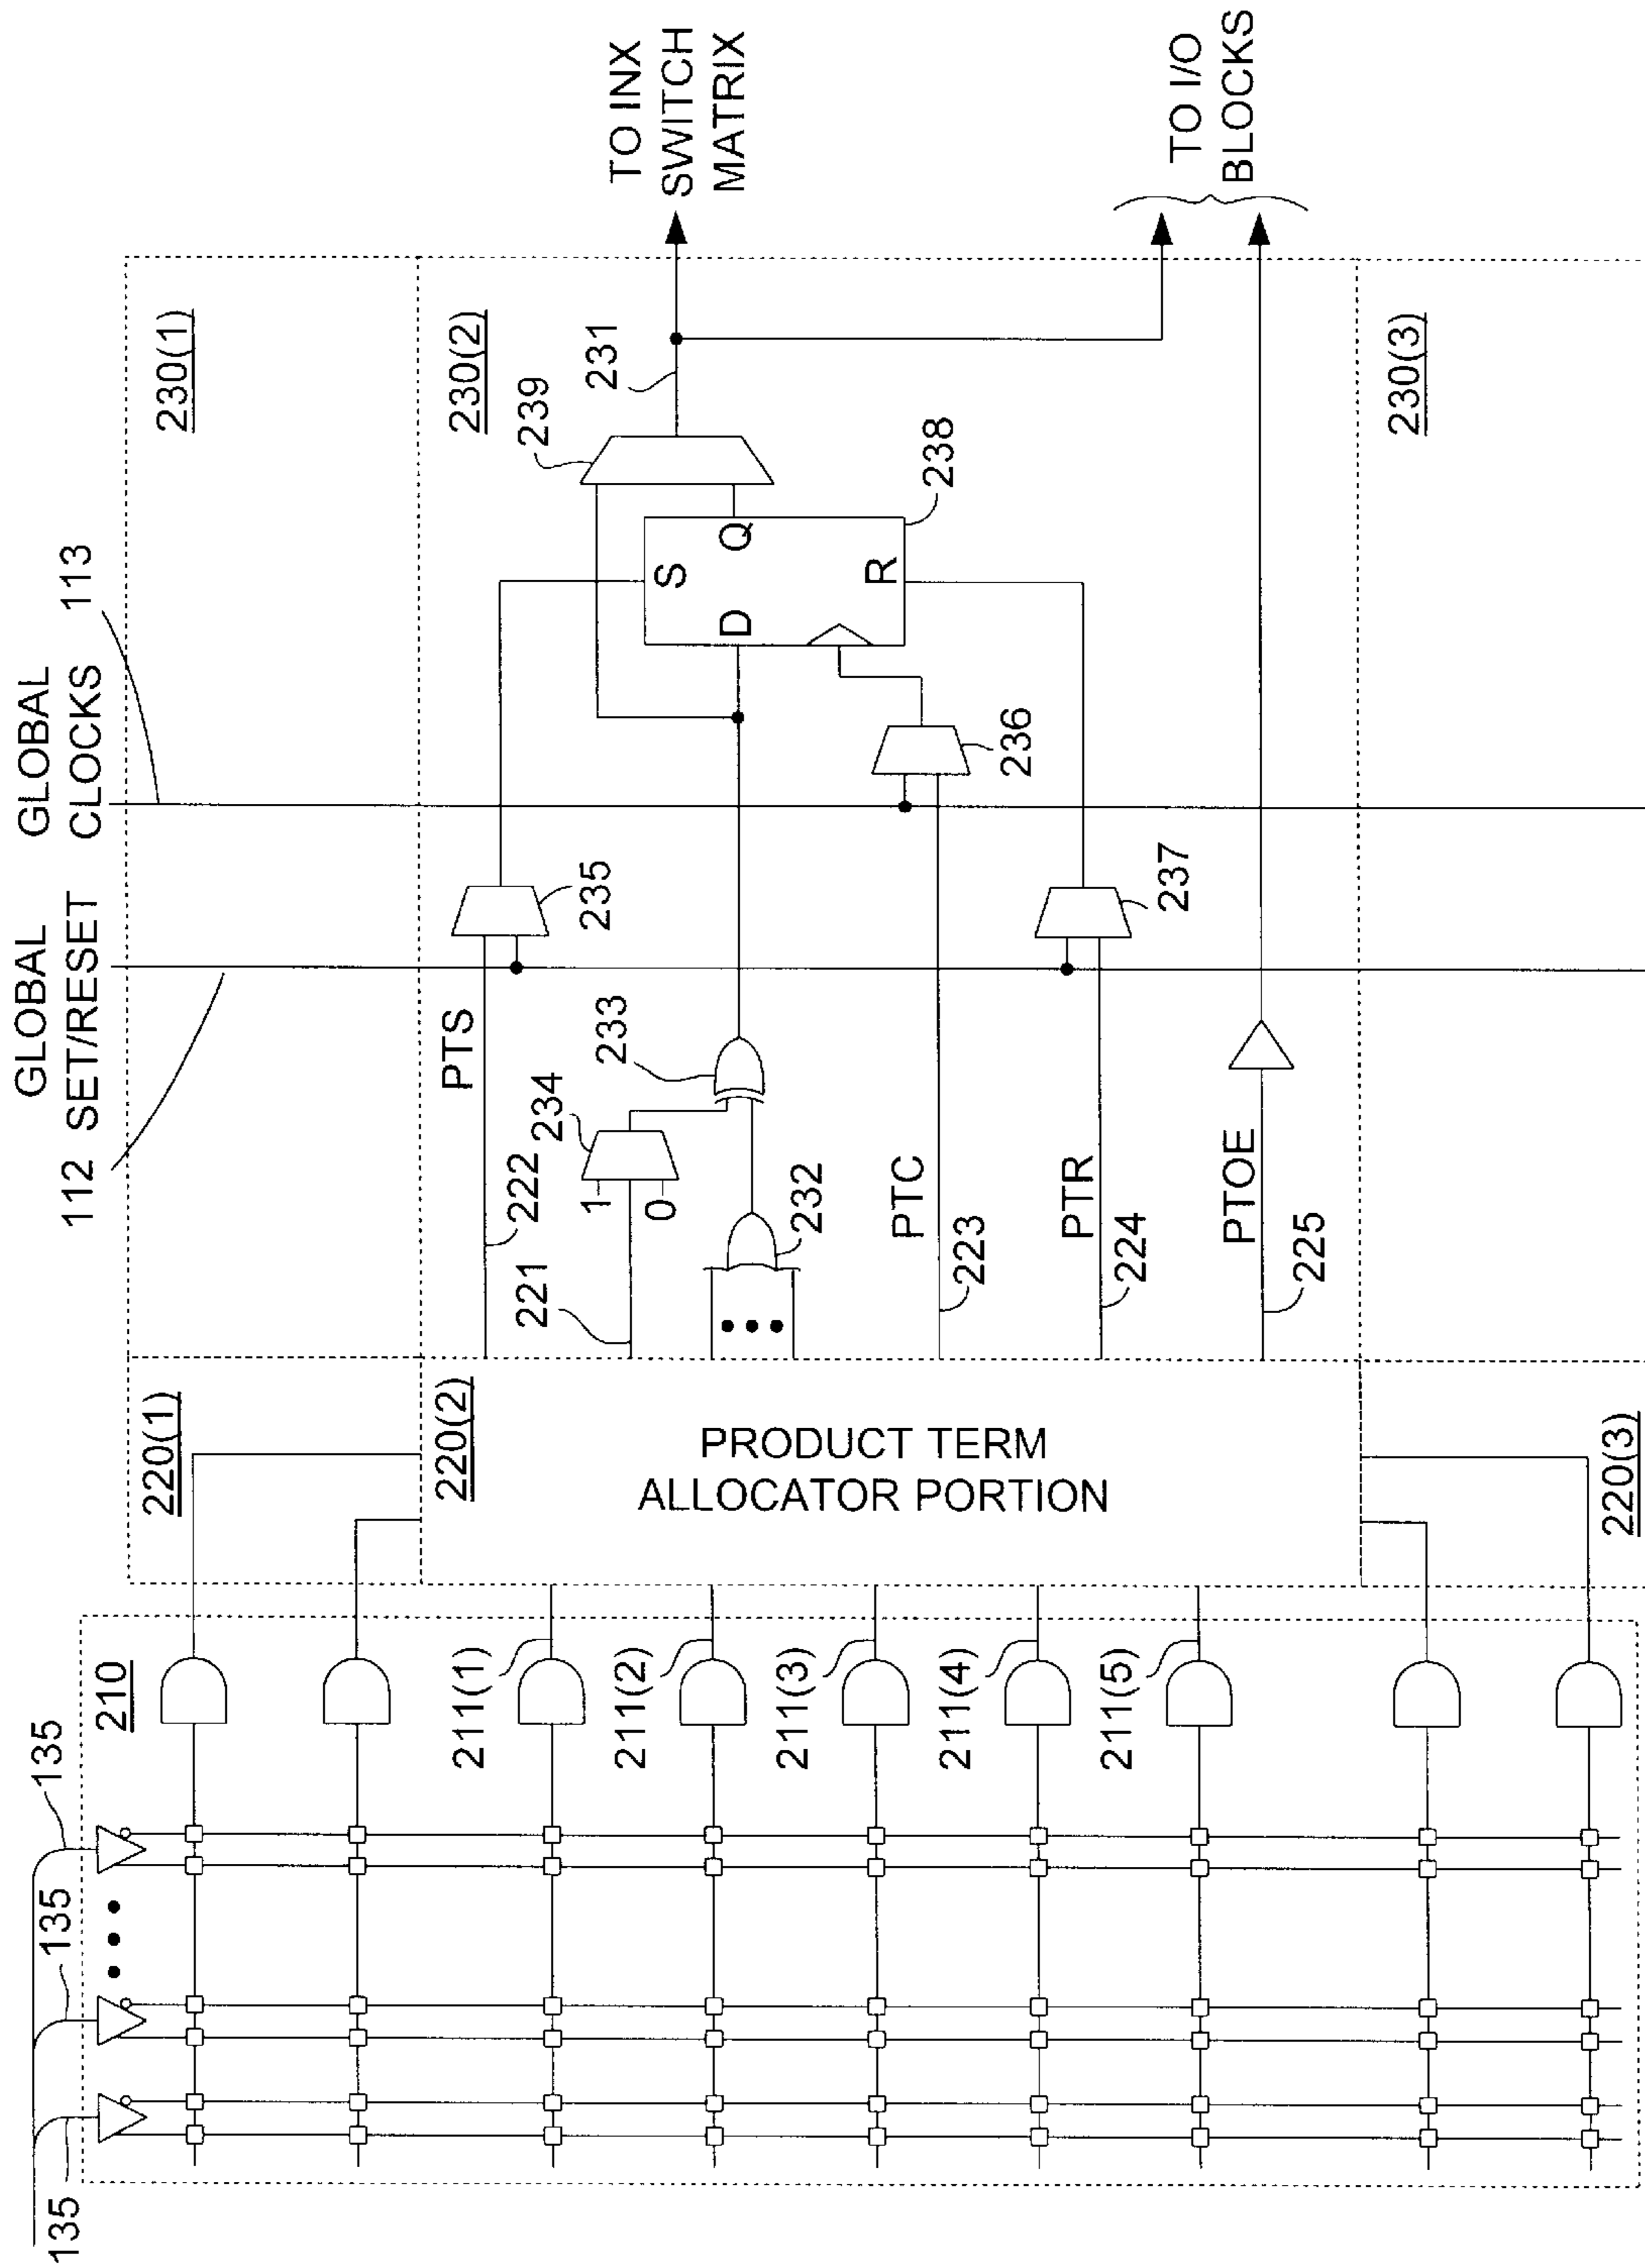 135
135
135
210
211(1)
211(2)
211(3)
211(4)
211(5)
220(1)
220(2)
PRODUCT TERM
ALLOCATOR PORTION
220(3)
GLOBAL
SET/RESET
112
GLOBAL
CLOCKS
113
230(1)
230(2)
230(3)
PTS
222
221
1
0
234
233
232
PTC
223
PTR
224
PTOE
225
235
236
237
S
D
Q
R
238
239
231
TO INX
SWITCH
MATRIX
TO I/O
BLOCKS